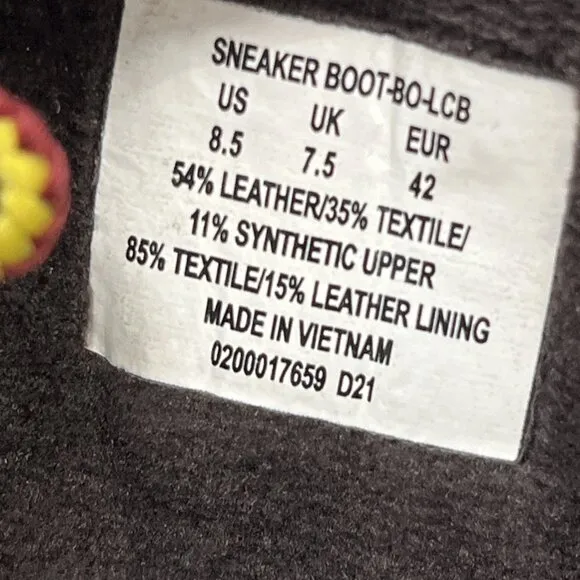 SNEAKER BOOT-BO-LCB
US UK EUR
8.5 7.5 42
54% LEATHER/35% TEXTILE/
11% SYNTHETIC UPPER
85% TEXTILE/15% LEATHER LINING
MADE IN VIETNAM
0200017659 D21